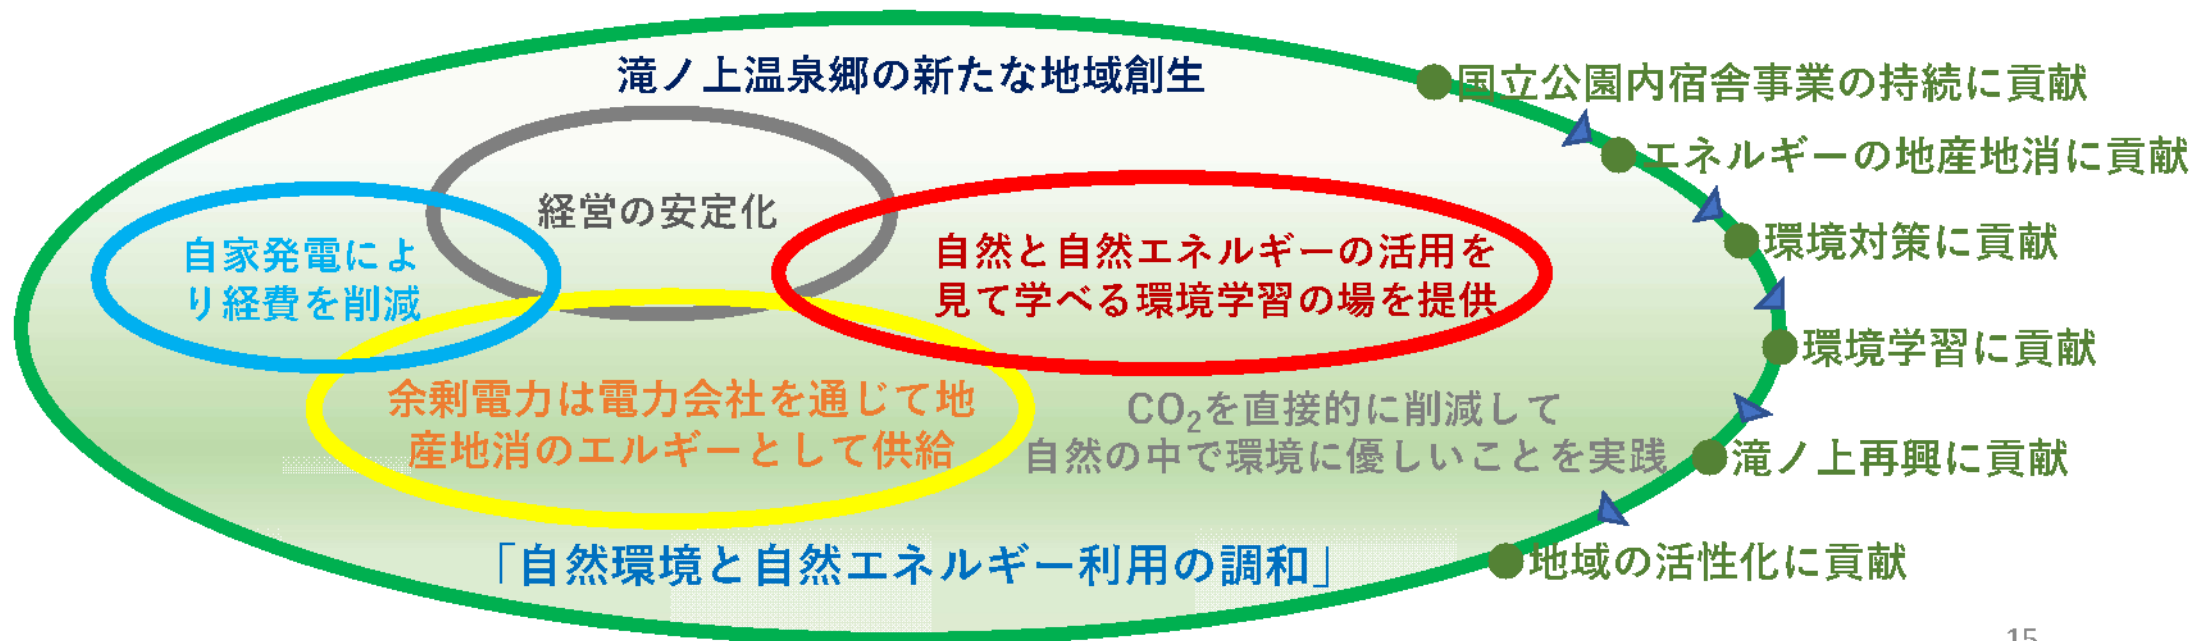 滝ノ上温泉郷の新たな地域創生
経営の安定化
自家発電によ
り経費を削減
自然と自然エネルギーの活用を
見て学べる環境学習の場を提供
余剰電力は電力会社を通じて地
産地消のエルギーとして供給
CO₂を直接的に削減して
自然の中で環境に優しいことを実践
「自然環境と自然エネルギー利用の調和」
国立公園内宿舎事業の持続に貢献
エネルギーの地産地消に貢献
環境対策に貢献
環境学習に貢献
滝ノ上再興に貢献
地域の活性化に貢献
15